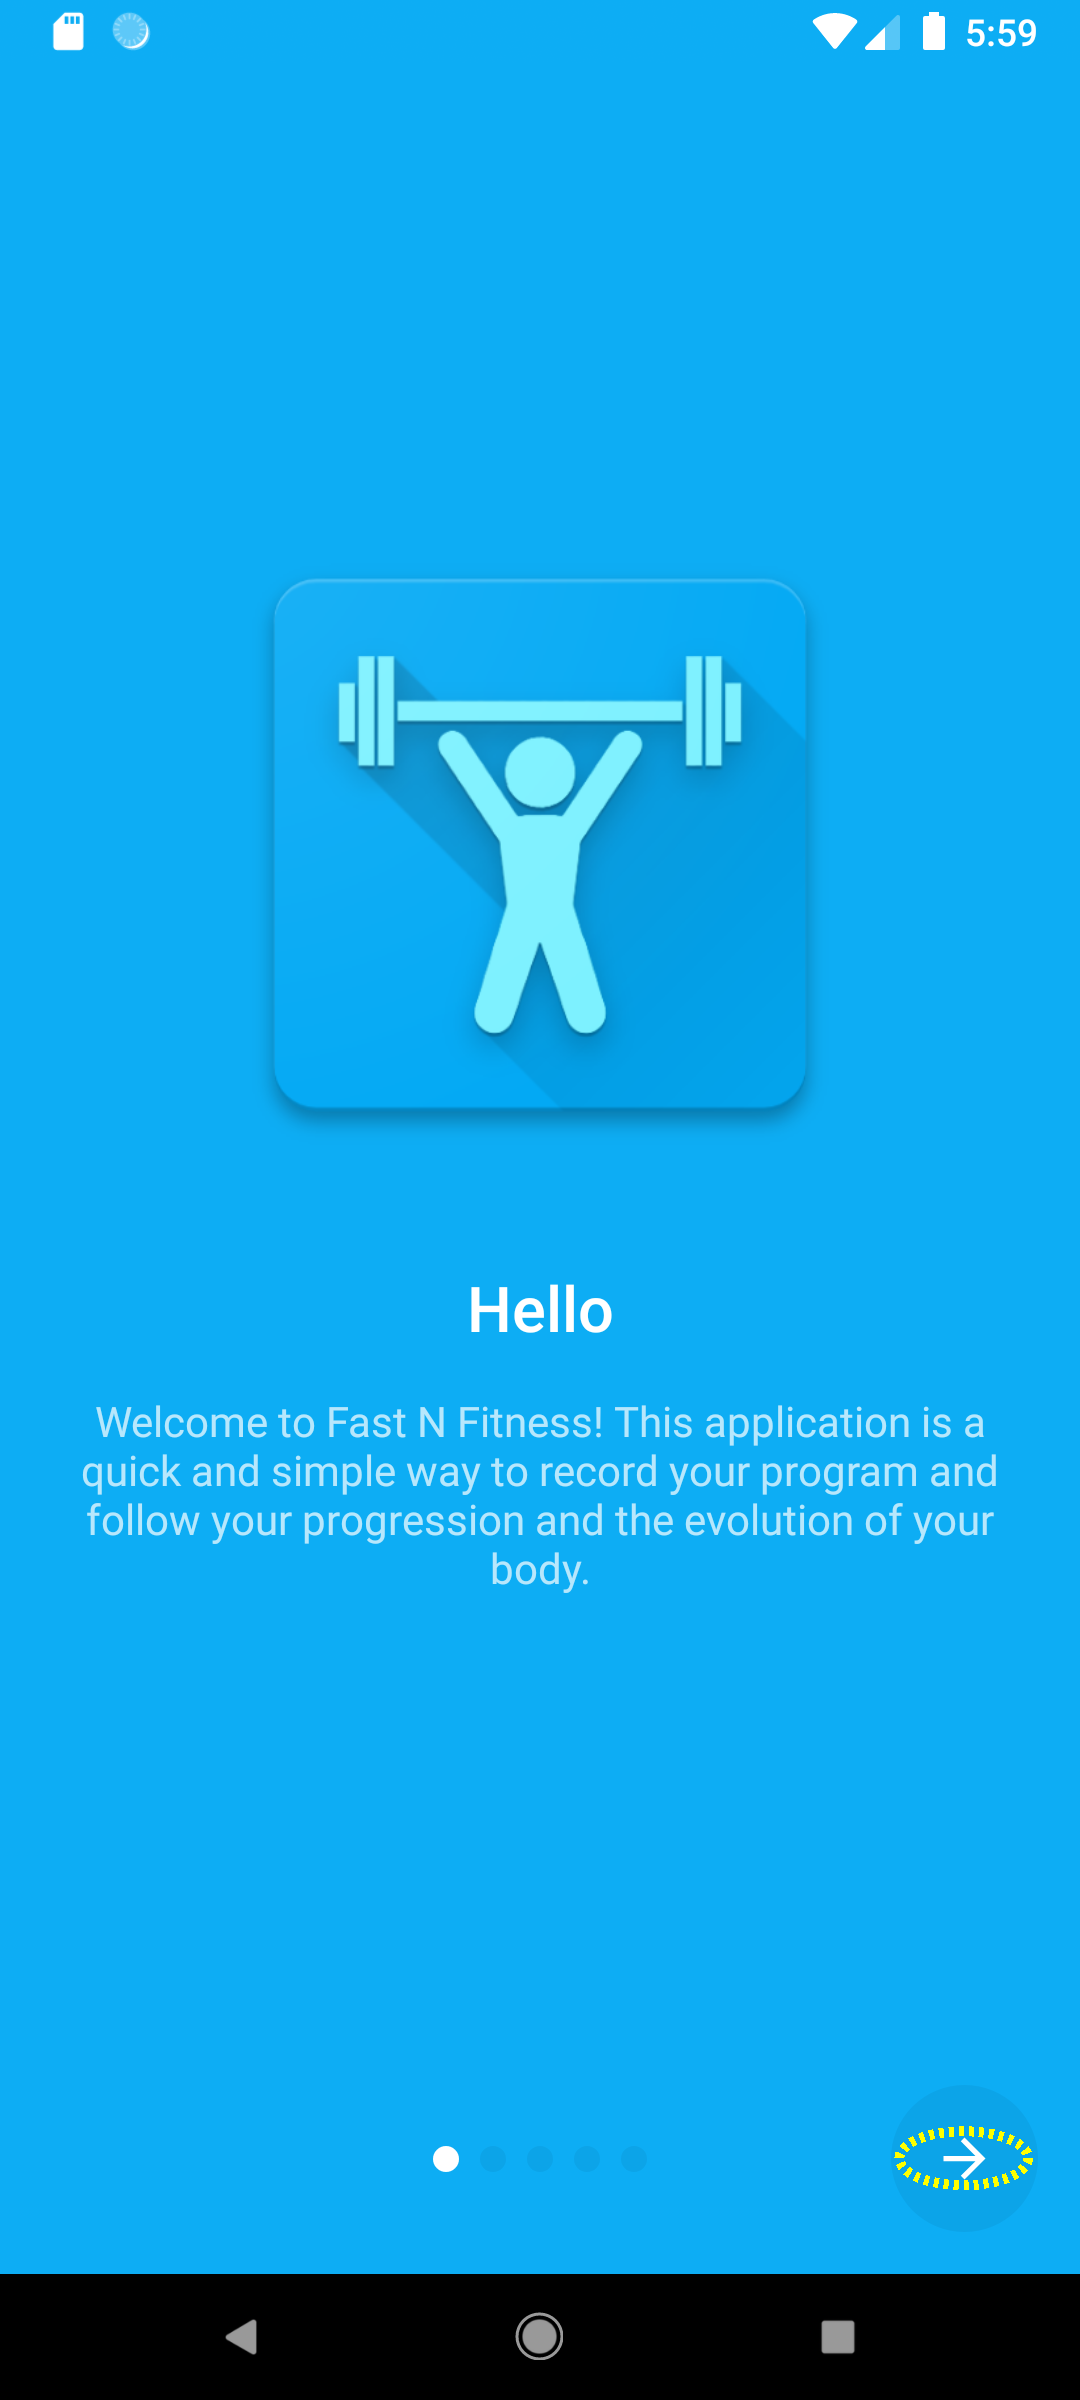 5:59
Hello
Welcome to Fast N Fitness! This application is a
quick and simple way to record your program and
follow your progression and the evolution of your
body.